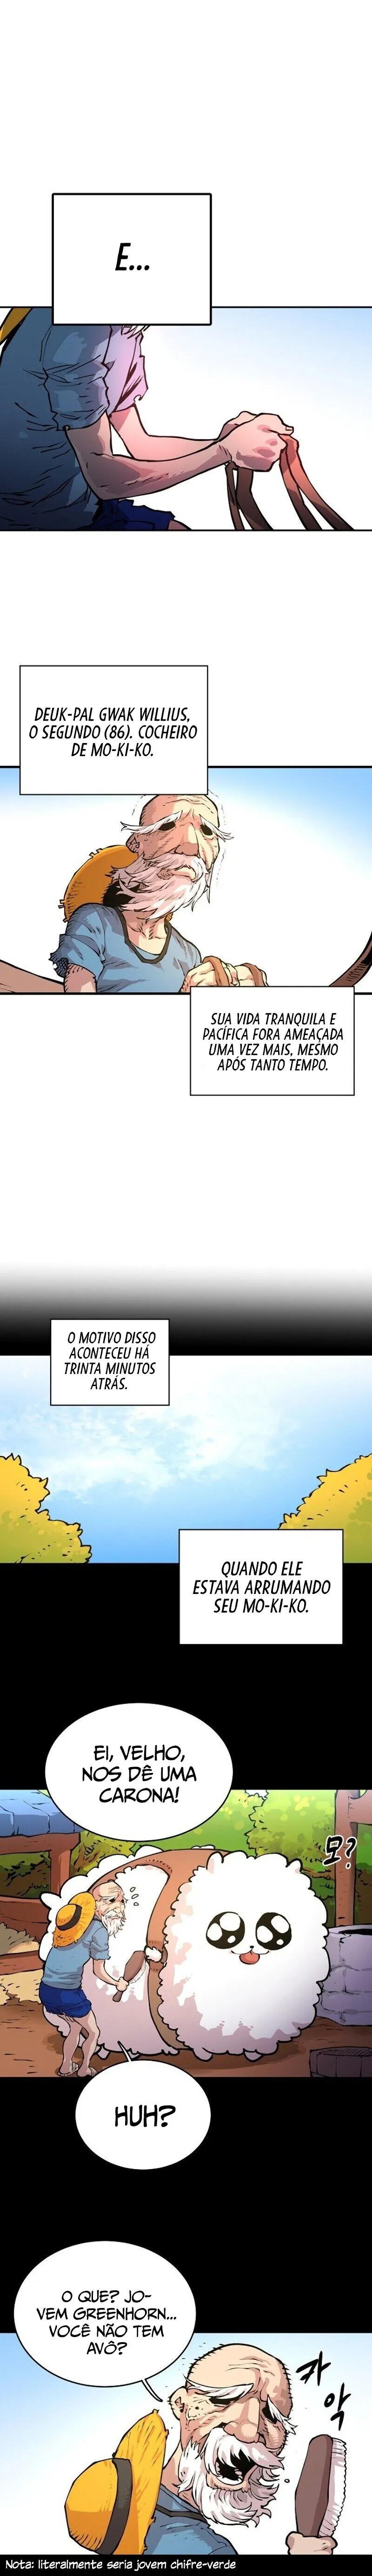 E...
DEUK-PAL GWAK WILLIUS,
O SEGUNDO (86). COCHEIRO
DE MO-KI-KO.
SUA VIDA TRANQUILA E
PACÍFICA FORA AMEAÇADA
UMA VEZ MAIS, MESMO
APÓS TANTO TEMPO.
O MOTIVO DISSO
ACONTECEU HÁ
TRINTA MINUTOS
ATRÁS.
QUANDO ELE
ESTAVA ARRUMANDO
SEU MO-KI-KO.
EI, VELHO,
NOS DÊ UMA
CARONA!
모?
HUH?
O QUE? JO-
VEM GREENHORN...
VOCÊ NÃO TEM
AVÔ?
카
악
Nota: literalmente seria jovem chifre-verde